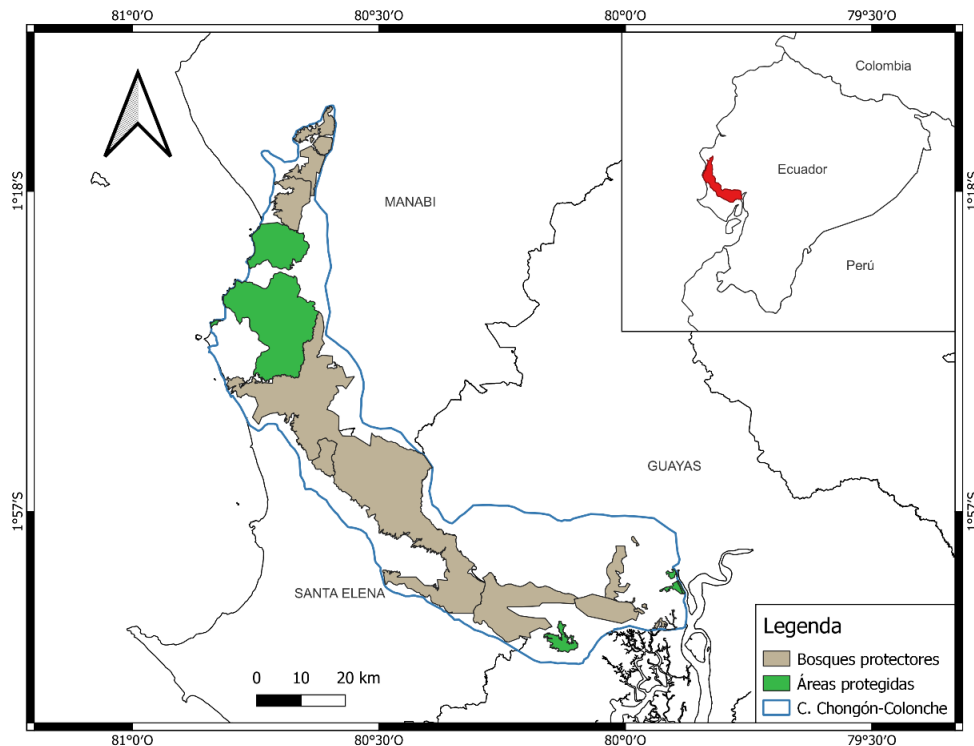 81°0'O 80°30'O 80°0'O 79°30'O
Colombia
Ecuador
Perú
1°18'S 1°18'S
MANABI
GUAYAS
1°57'S 1°57'S
SANTA ELENA
0 10 20 km
Legenda
Bosques protectores
Áreas protegidas
C. Chongón-Colonche
81°0'O 80°30'O 80°0'O 79°30'O